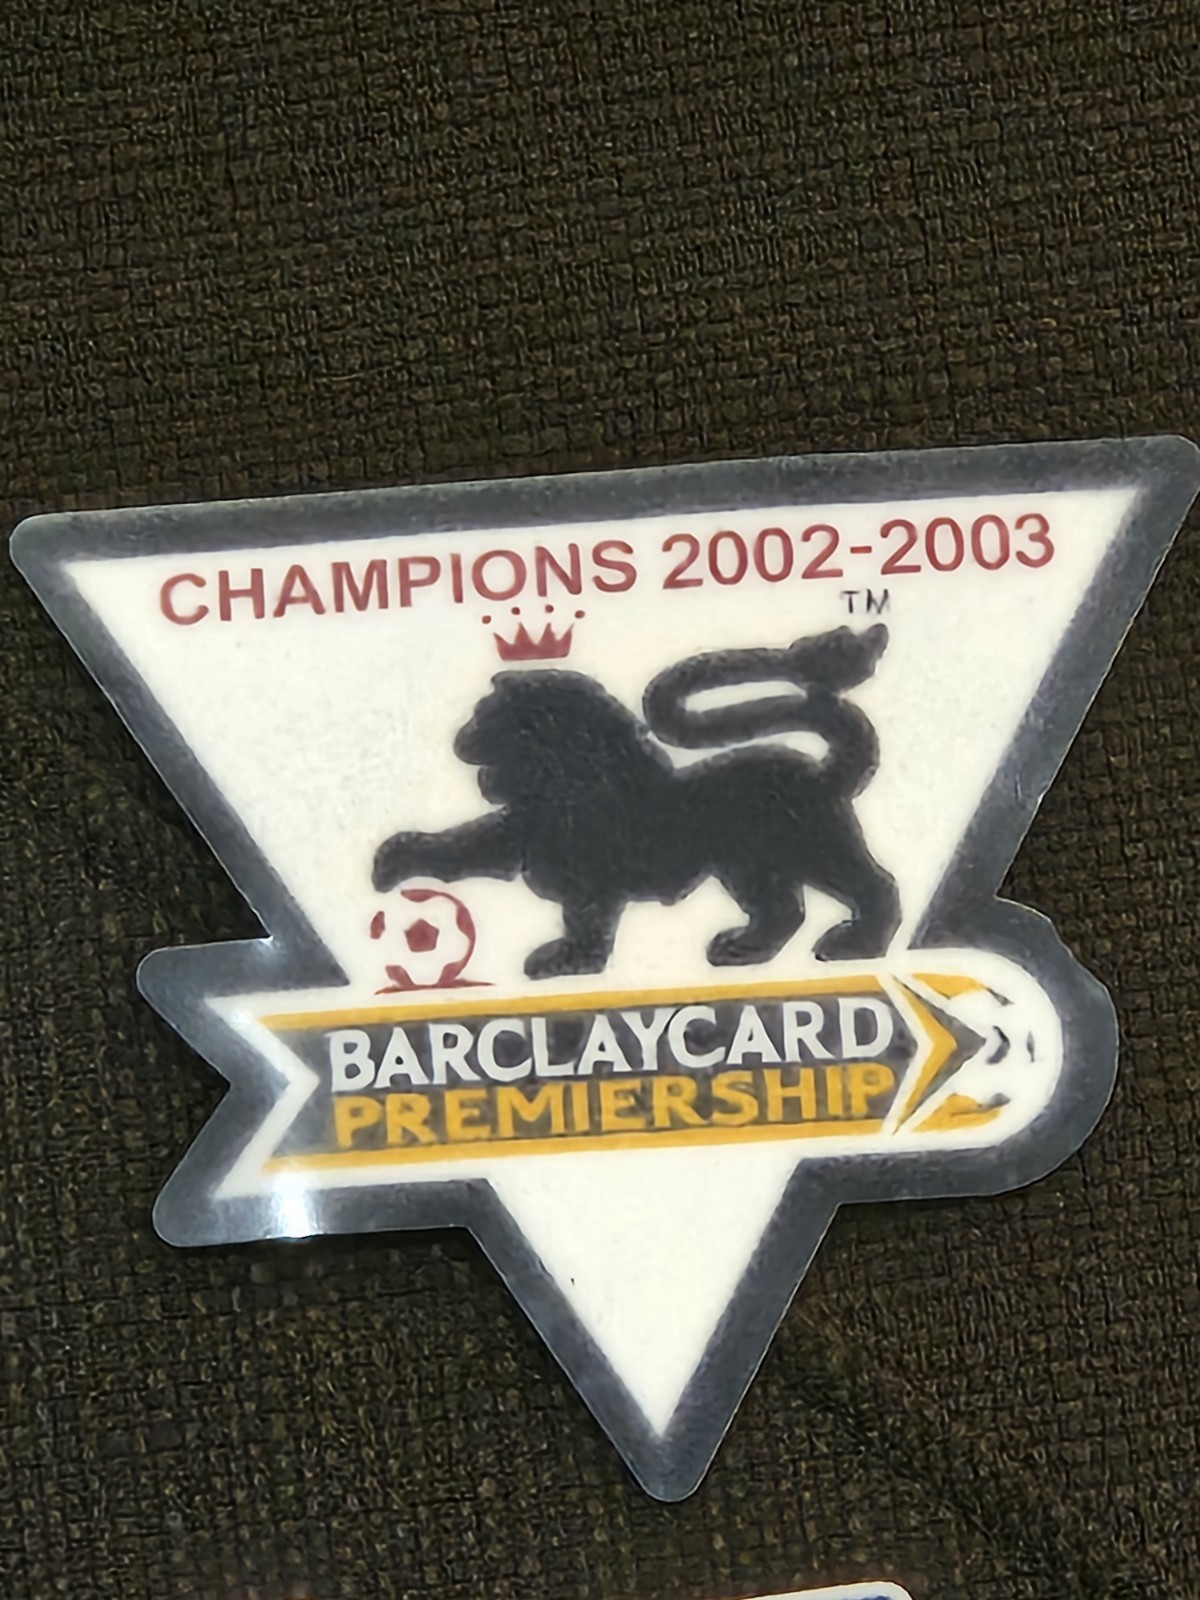 CHAMPIONS 2002-2003
TM
BARCLAYCARD
PREMIERSHIP